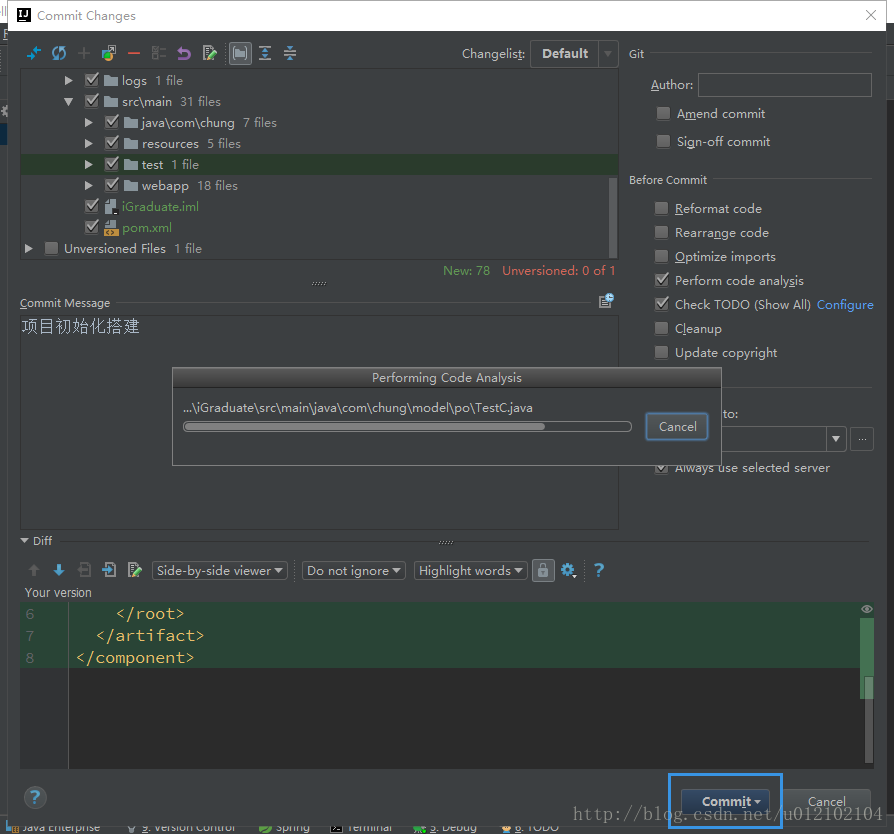 Commit Changes
Changelist: Default
Git
logs 1 file
src\main 31 files
java\com\chung 7 files
resources 5 files
test 1 file
webapp 18 files
iGraduate.iml
pom.xml
Unversioned Files 1 file
New: 78 Unversioned: 0 of 1
Author:
Amend commit
Sign-off commit
Before Commit
Reformat code
Rearrange code
Optimize imports
Perform code analysis
Check TODO (Show All) Configure
Cleanup
Update copyright
Commit Message
项目初始化搭建
Performing Code Analysis
...\iGraduate\src\main\java\com\chung\model\po\TestC.java
Cancel
to:
...
Always use selected server
Diff
Side-by-side viewer Do not ignore Highlight words ?
Your version
6 </root>
7 </artifact>
8 </component>
? Commit Cancel
http://blog.csdn.net/u012102104
Java Enterprise 9: Version Control Spring Terminal 5: Debug 6: TODO